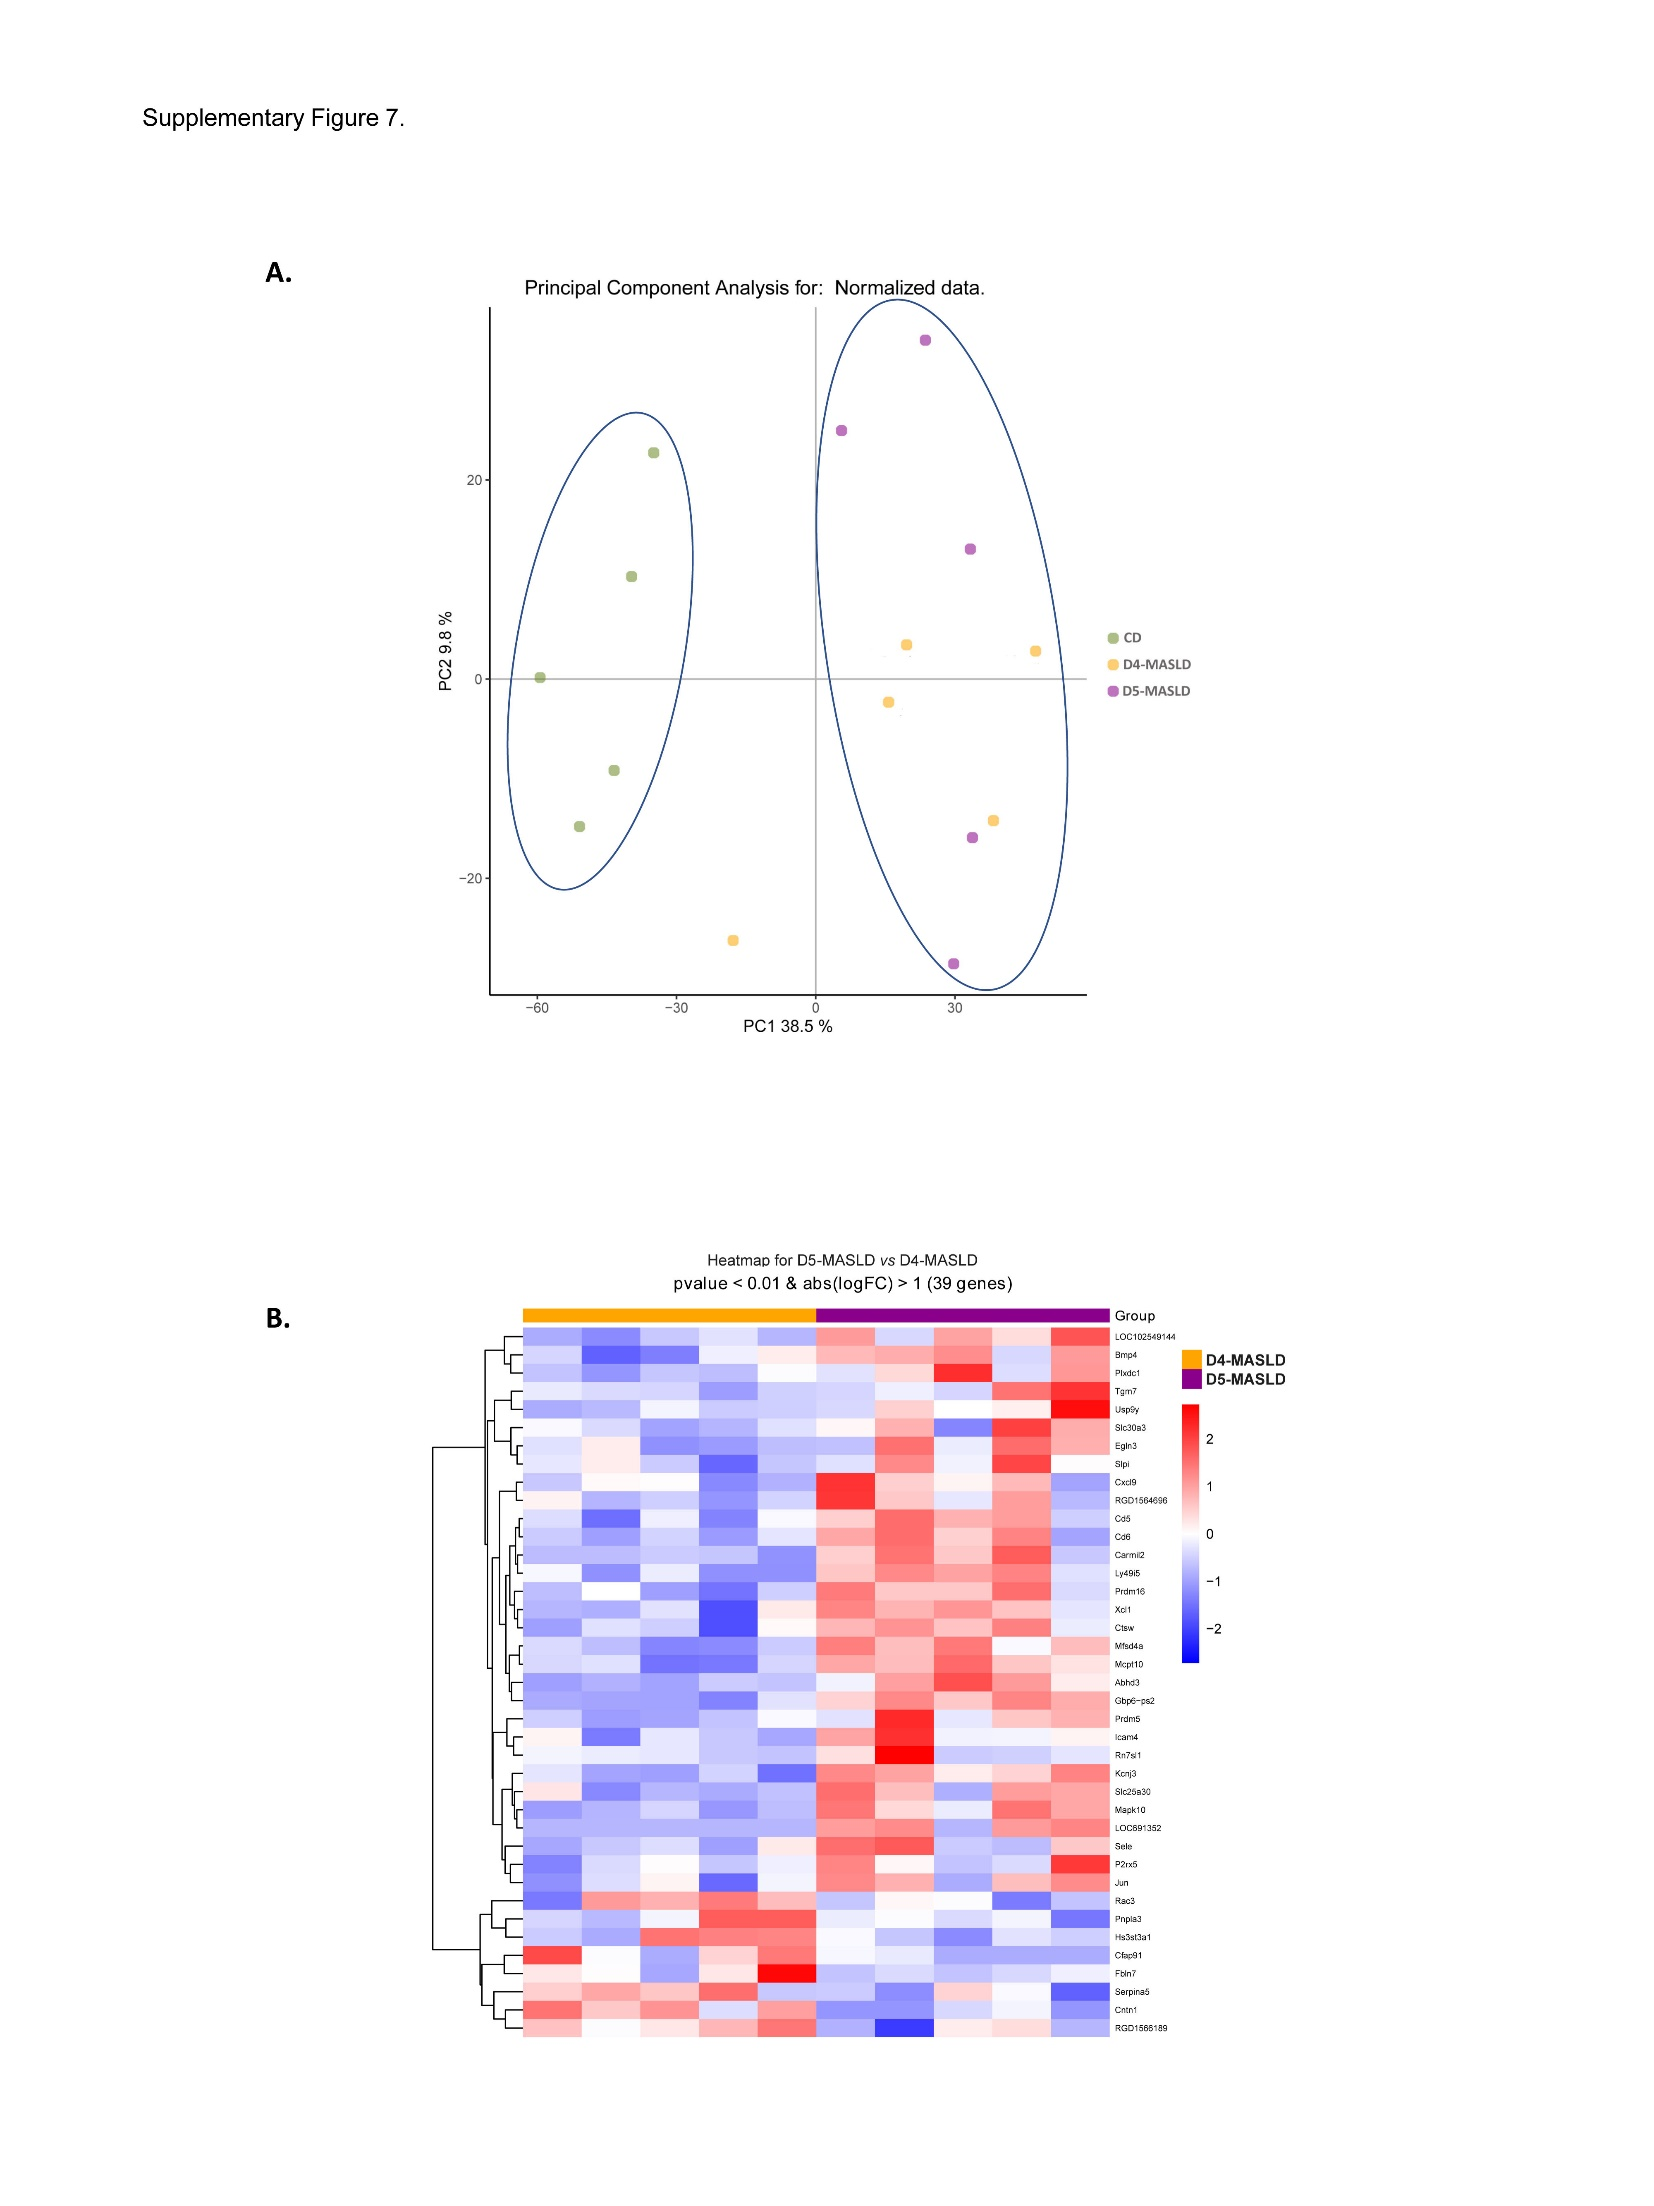 Supplementary Figure 7.
A.
Principal Component Analysis for:  Normalized data.
PC2 9.8 %
20
0
−20
−60
−30
0
30
PC1 38.5 %
CD
D4-MASLD
D5-MASLD
Heatmap for D5-MASLD vs D4-MASLD
pvalue < 0.01 & abs(logFC) > 1 (39 genes)
B.
Group
LOC102549144
Bmp4
Plxdc1
Tgm7
Usp9y
Slc30a3
Egln3
Slpi
Cxcl9
RGD1564696
Cd5
Cd6
Carmil2
Ly49i5
Prdm16
Xcl1
Ctsw
Mfsd4a
Mcpt10
Abhd3
Gbp6−ps2
Prdm5
Icam4
Rn7sl1
Kcnj3
Slc25a30
Mapk10
LOC691352
Sele
P2rx5
Jun
Rac3
Pnpla3
Hs3st3a1
Cfap91
Fbln7
Serpina5
Cntn1
RGD1566189
D4-MASLD
D5-MASLD
2
1
0
−1
−2